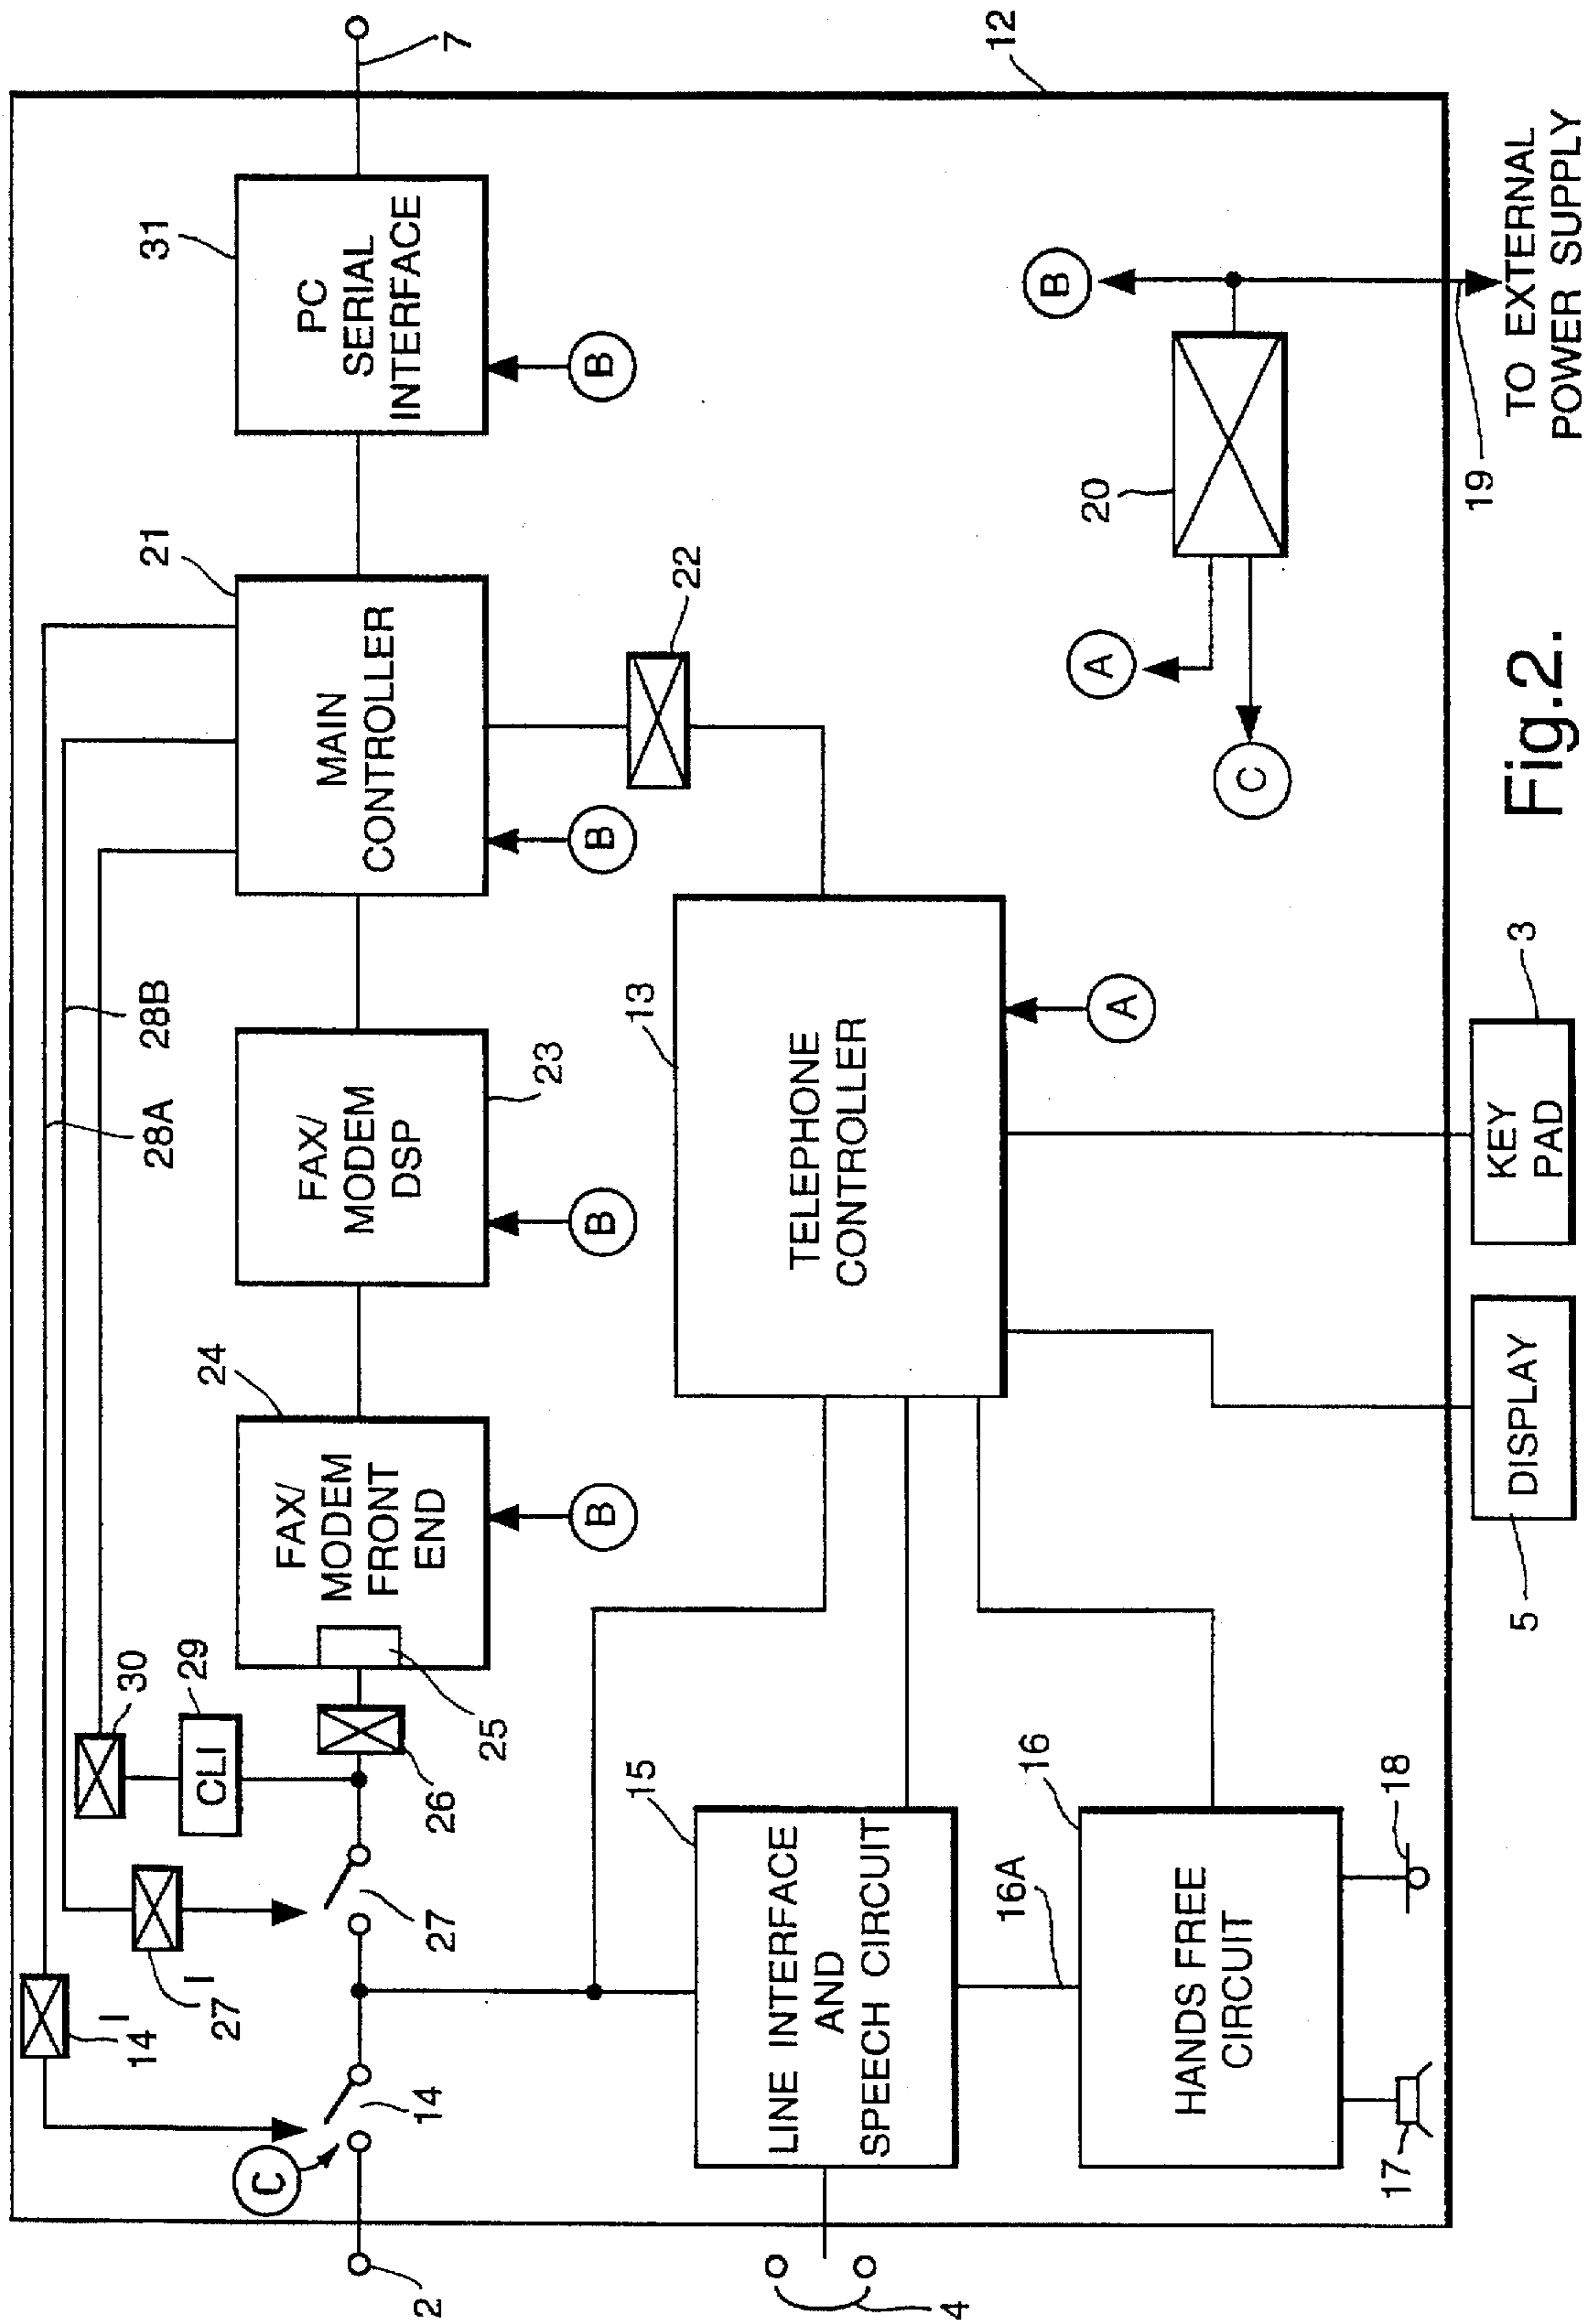 28A
28B
14 I
27 I
30
29
CLI
C
14
27
26
25
24
FAX/
MODEM
FRONT
END
B
23
FAX/
MODEM
DSP
B
21
MAIN
CONTROLLER
B
22
31
PC
SERIAL
INTERFACE
B
7
12
2
4
15
LINE INTERFACE
AND
SPEECH CIRCUIT
16A
16
HANDS FREE
CIRCUIT
17
18
13
TELEPHONE
CONTROLLER
A
A
C
20
B
19
TO EXTERNAL
POWER SUPPLY
5
DISPLAY
KEY
PAD
3
Fig.2.